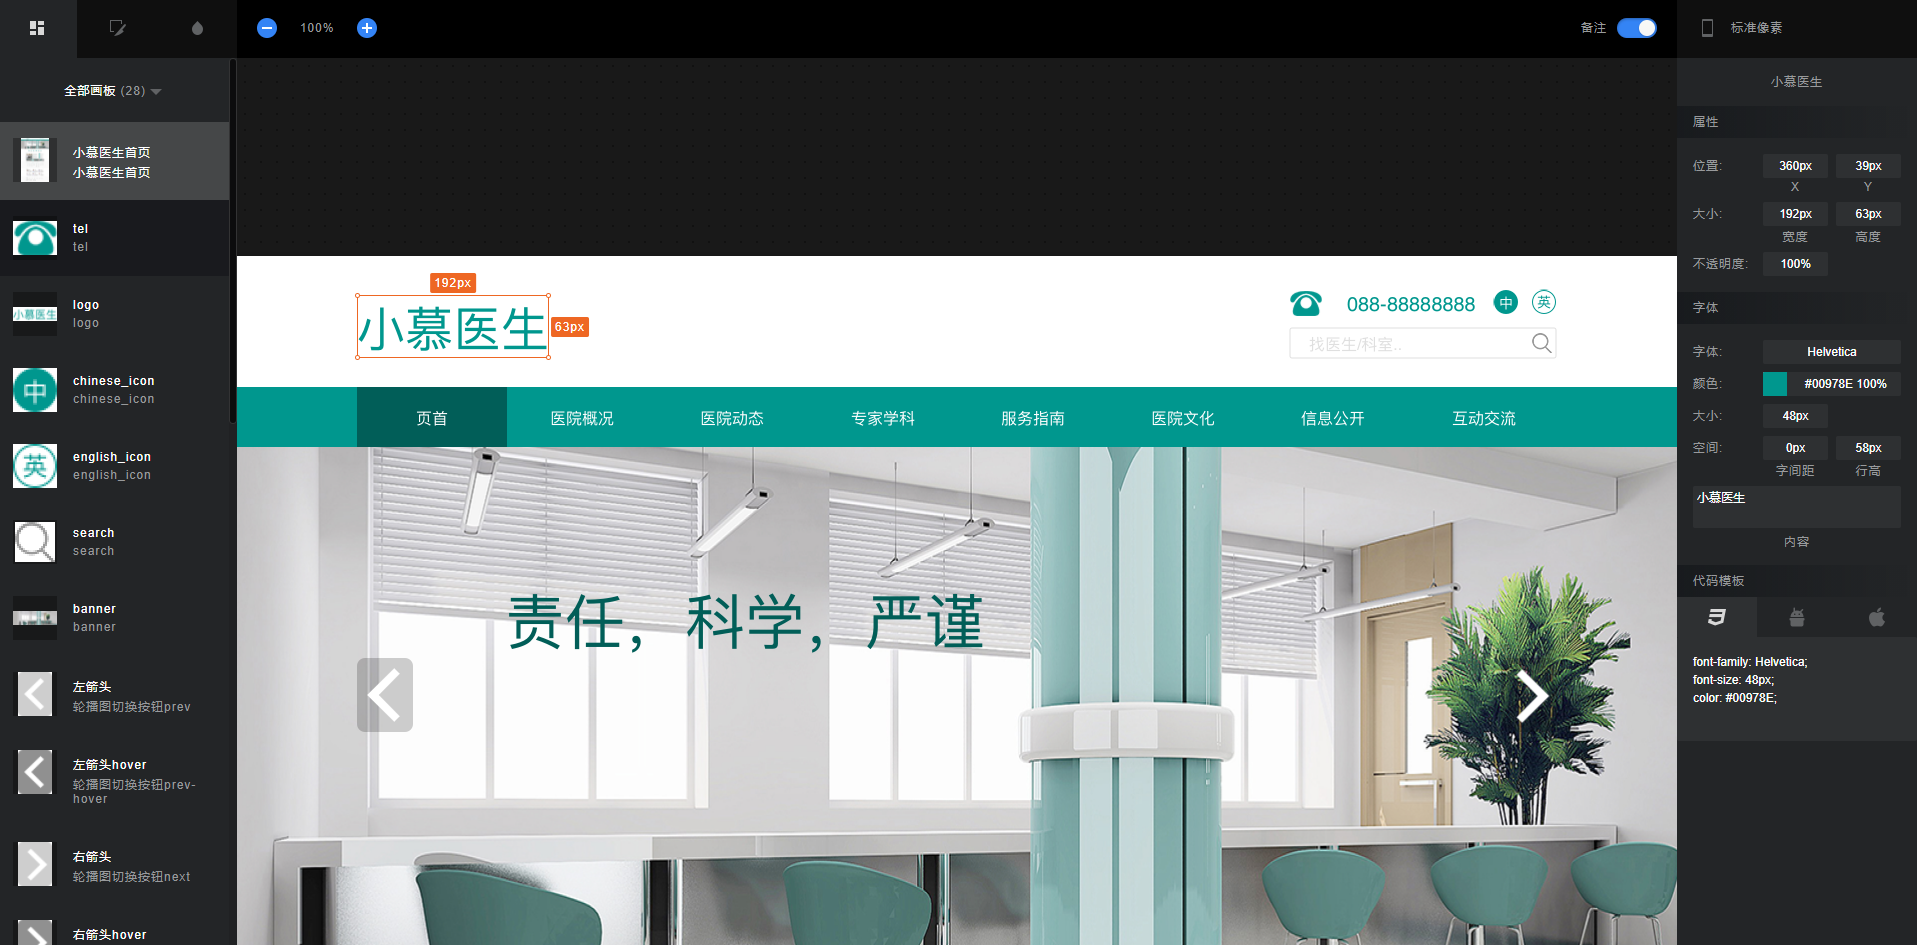 100%
备注
标准像素
全部画板 (28)
小慕医生首页
小慕医生首页
tel
tel
logo
小慕医生
logo
中
chinese_icon
chinese_icon
英
english_icon
english_icon
search
search
banner
banner
左箭头
轮播图切换按钮prev
左箭头hover
轮播图切换按钮prev-
hover
右箭头
轮播图切换按钮next
右箭头hover
192px
小慕医生
63px
088-88888888
中
英
找医生/科室..
页首
医院概况
医院动态
专家学科
服务指南
医院文化
信息公开
互动交流
责任，科学，严谨
小慕医生
属性
位置:
360px
39px
X
Y
大小:
192px
63px
宽度
高度
不透明度:
100%
字体
字体:
Helvetica
颜色:
#00978E 100%
大小:
48px
空间:
0px
58px
字间距
行高
小慕医生
内容
代码模板
font-family: Helvetica;
font-size: 48px;
color: #00978E;